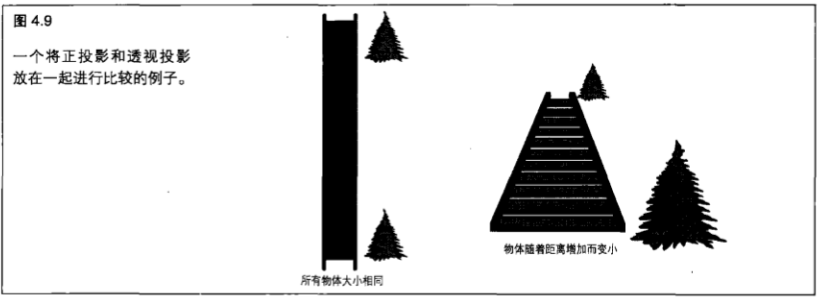 图 4.9
一个将正投影和透视投影
放在一起进行比较的例子。
所有物体大小相同
物体随着距离增加而变小